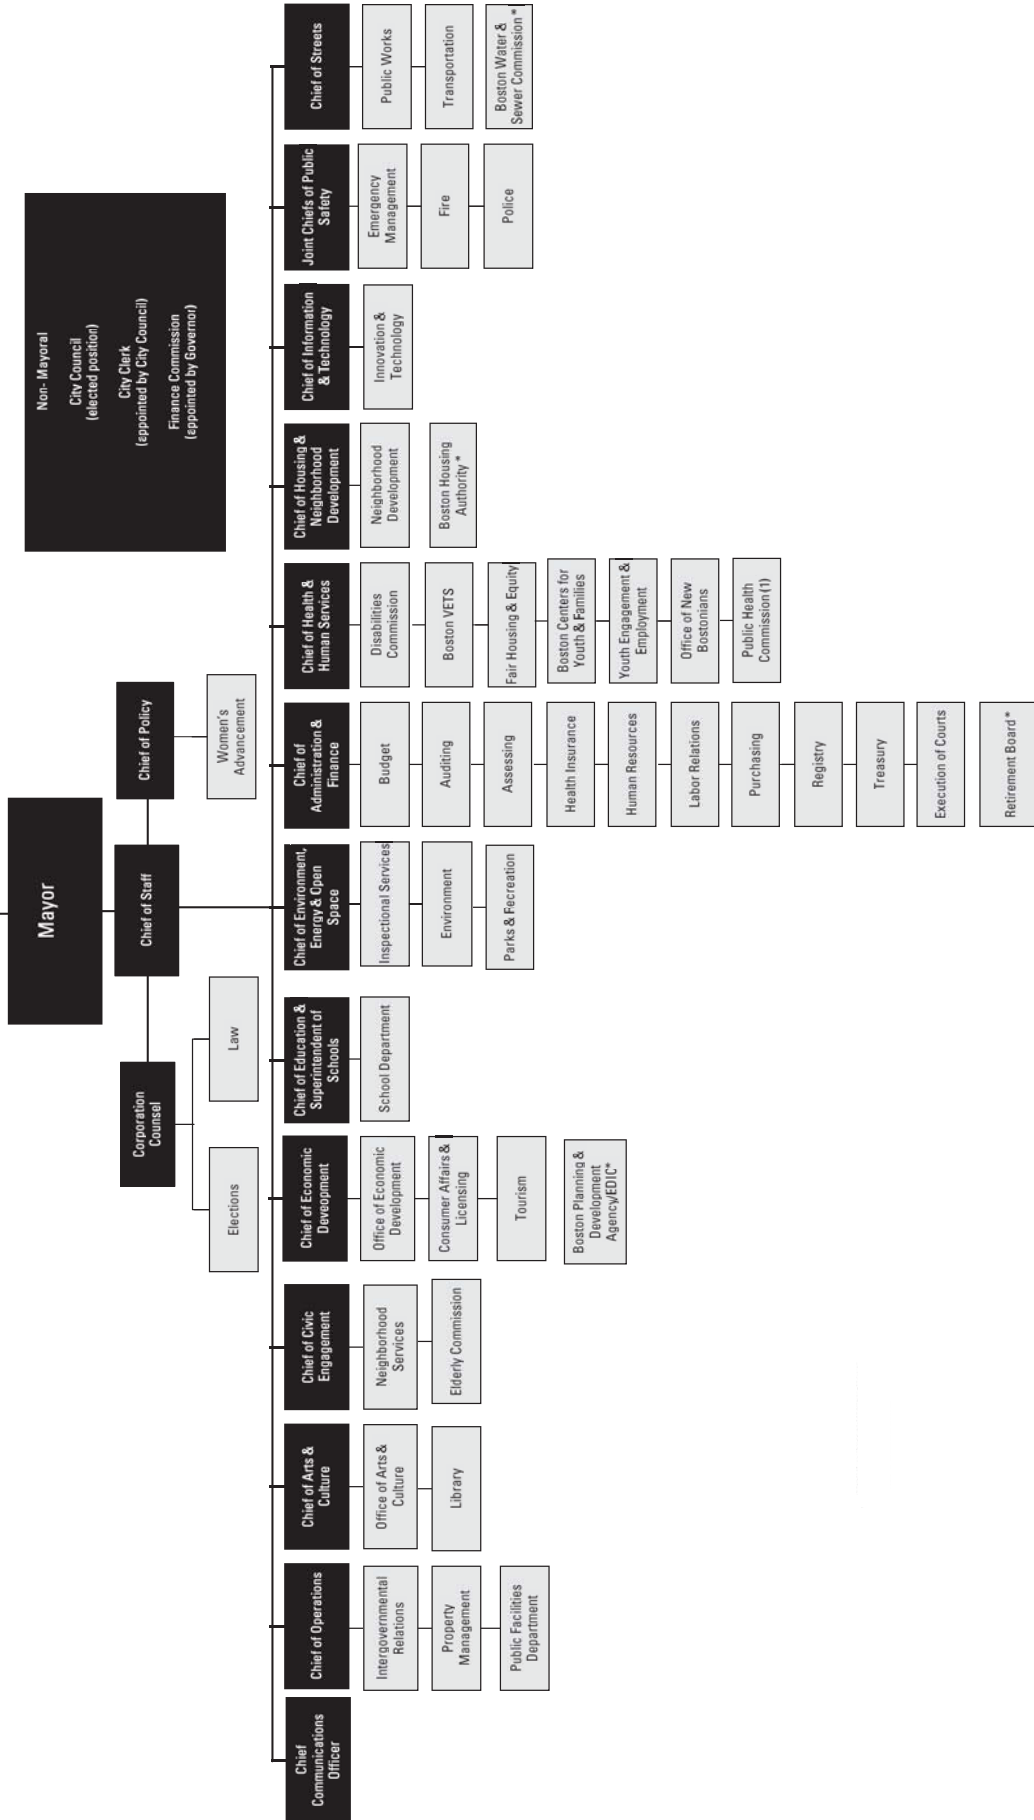 Mayor
Non- Mayoral
City Council
(elected position)
City Clerk
(appointed by City Council)
Finance Commission
(appointed by Governor)
Corporation
Counsel
Chief of Staff
Chief of Policy
Elections
Law
Women's
Advancement
Chief
Communications
Officer
Chief of Operations
Intergovernmental
Relations
Property
Management
Public Facilities
Department
Chief of Arts &
Culture
Office of Arts &
Culture
Library
Chief of Civic
Engagement
Neighborhood
Services
Elderly Commission
Chief of Economic
Deveopment
Office of Economic
Development
Consumer Affairs &
Licensing
Tourism
Boston Planning &
Development
Agency/EDIC*
Chief of Education &
Superintendent of
Schools
School Department
Chief of Environment,
Energy & Open
Space
Inspectional Services
Environment
Parks & Recreation
Chief of
Administration &
Finance
Budget
Auditing
Assessing
Health Insurance
Human Resources
Labor Relations
Purchasing
Registry
Treasury
Execution of Courts
Retirement Board *
Chief of Health &
Human Services
Disabilities
Commission
Boston VETS
Fair Housing & Equity
Boston Centers for
Youth & Families
Youth Engagement &
Employment
Office of New
Bostonians
Public Health
Commission (1)
Chief of Housing &
Neighborhood
Development
Neighborhood
Development
Boston Housing
Authority *
Chief of Information
& Technology
Innovation &
Technology
Joint Chiefs of Public
Safety
Emergency
Management
Fire
Police
Chief of Streets
Public Works
Transportation
Boston Water &
Sewer Commission *